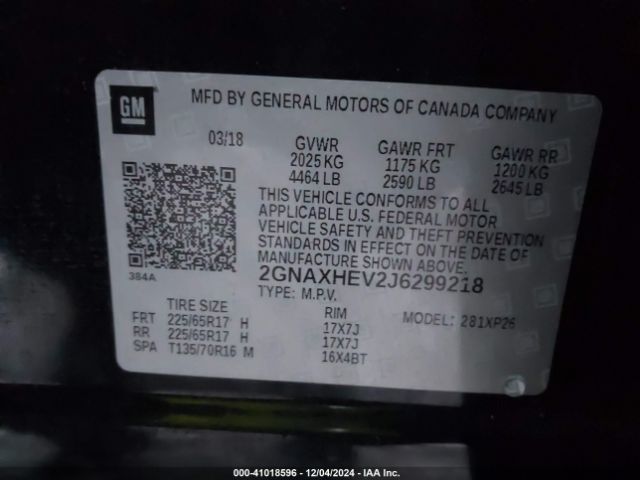 GM
MFD BY GENERAL MOTORS OF CANADA COMPANY
03/18 GVWR GAWR FRT GAWR RR
2025 KG 1175 KG 1200 KG
4464 LB 2590 LB 2645 LB
THIS VEHICLE CONFORMS TO ALL
APPLICABLE U.S. FEDERAL MOTOR
VEHICLE SAFETY AND THEFT PREVENTION
STANDARDS IN EFFECT ON THE DATE OF
MANUFACTURE SHOWN ABOVE.
384A
2GNAXHEV2J6299218
TYPE: M.P.V.
TIRE SIZE RIM MODEL: 281XP26
FRT 225/65R17 H 17X7J
RR 225/65R17 H 17X7J
SPA T135/70R16 M 16X4BT
000-41018596 - 12/04/2024 - IAA Inc.